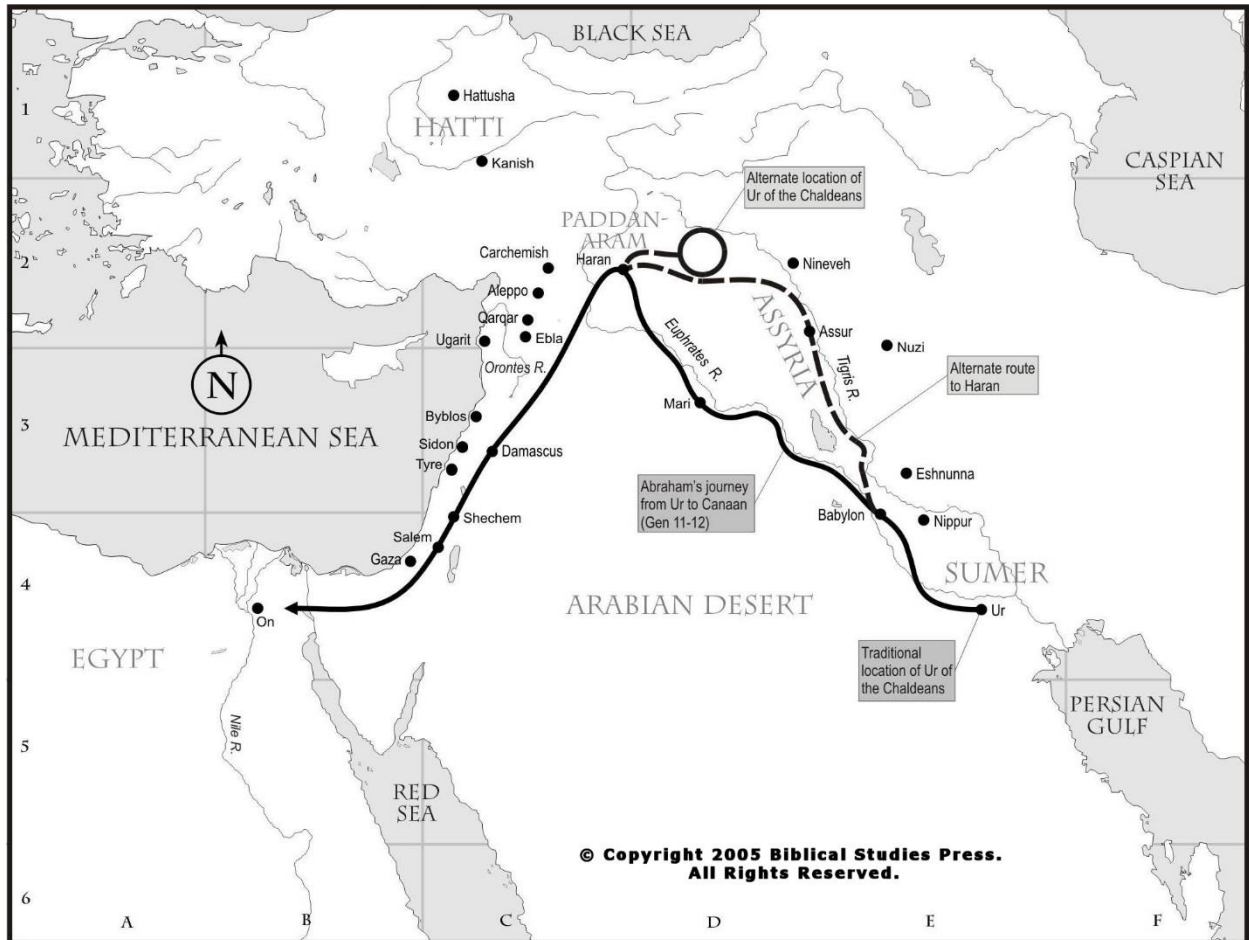 BLACK SEA
1
Hattusha
HATTI
Kanish
CASPIAN
SEA
Alternate location of
Ur of the Chaldeans
PADDAN-
ARAM
2
Carchemish
Haran
Nineveh
Aleppo
ASSYRIA
Qarqar
Ebla
Ugarit
Assur
Nuzi
Orontes R.
Euphrates R.
Tigris R.
Alternate route
to Haran
N
3
MEDITERRANEAN SEA
Byblos
Mari
Sidon
Damascus
Tyre
Eshnunna
Abraham's journey
from Ur to Canaan
(Gen 11-12)
Shechem
Babylon
Nippur
Salem
Gaza
SUMER
4
ARABIAN DESERT
On
Ur
EGYPT
Traditional
location of Ur of
the Chaldeans
Nile R.
PERSIAN
GULF
5
RED
SEA
© Copyright 2005 Biblical Studies Press.
All Rights Reserved.
6
A
B
C
D
E
F